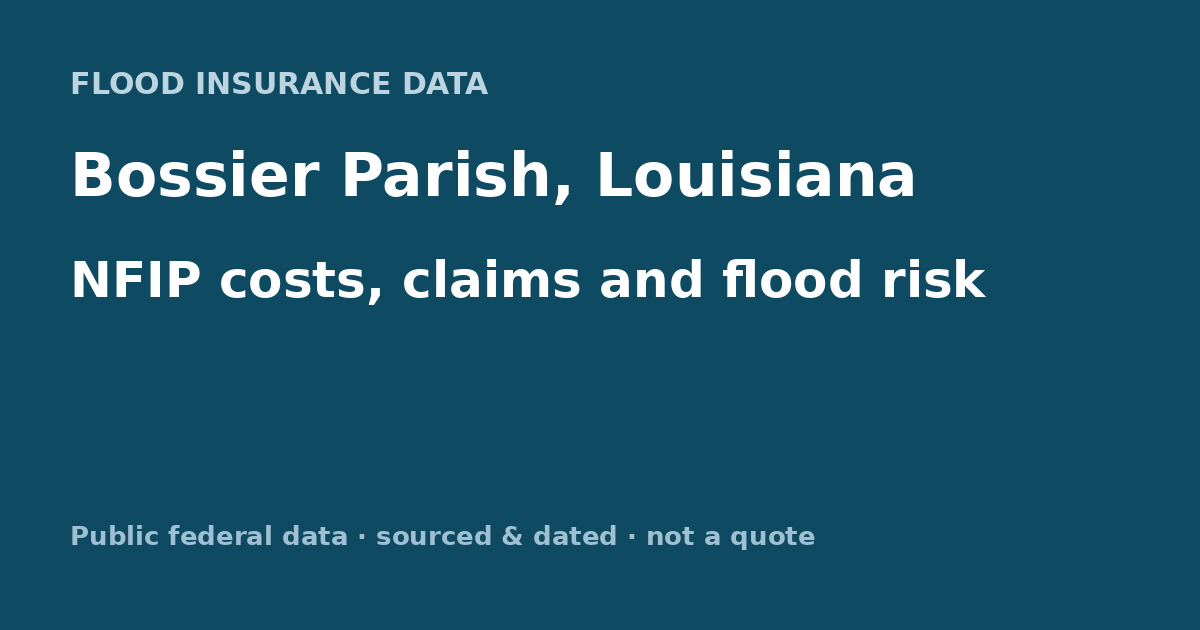 FLOOD INSURANCE DATA
Bossier Parish, Louisiana
NFIP costs, claims and flood risk
Public federal data · sourced & dated · not a quote